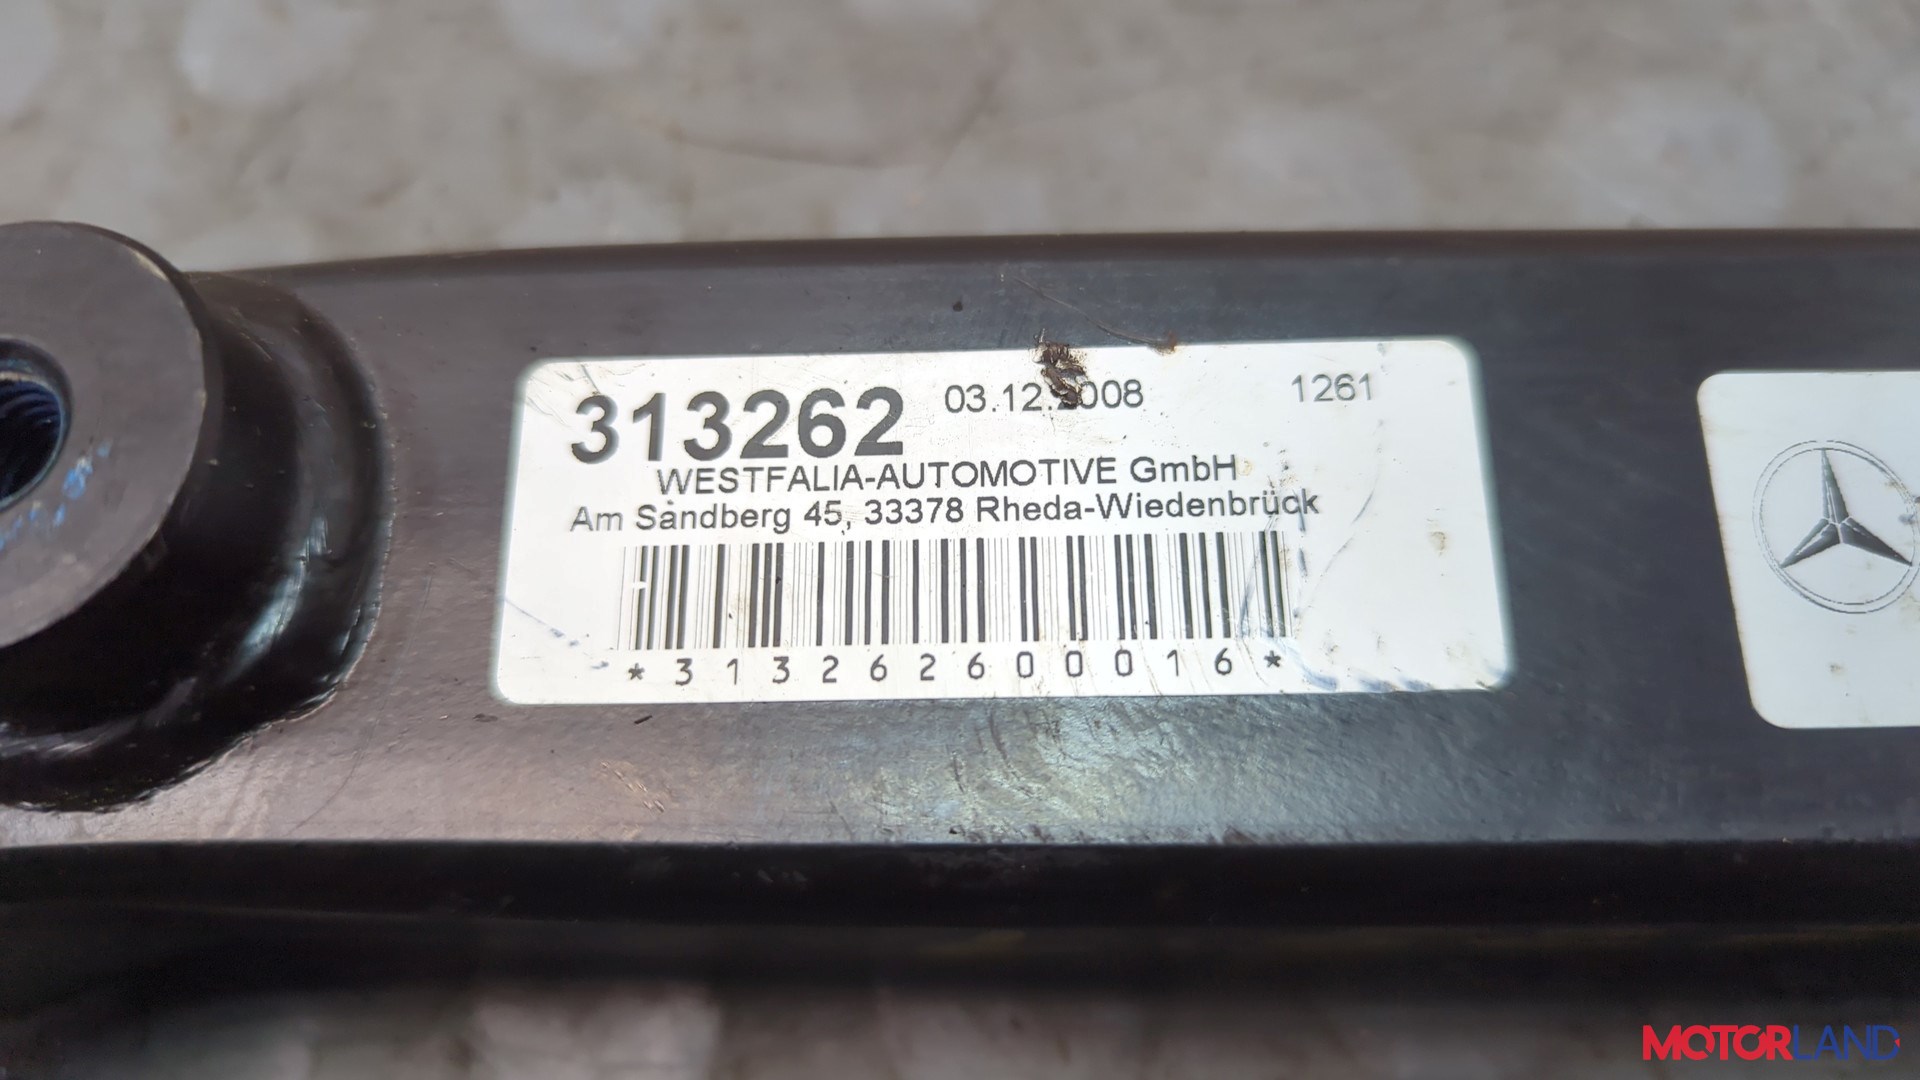 313262 03.12.2008 1261
WESTFALIA-AUTOMOTIVE GmbH
Am Sandberg 45, 33378 Rheda-Wiedenbrück
*313262600016*
MOTORLAND